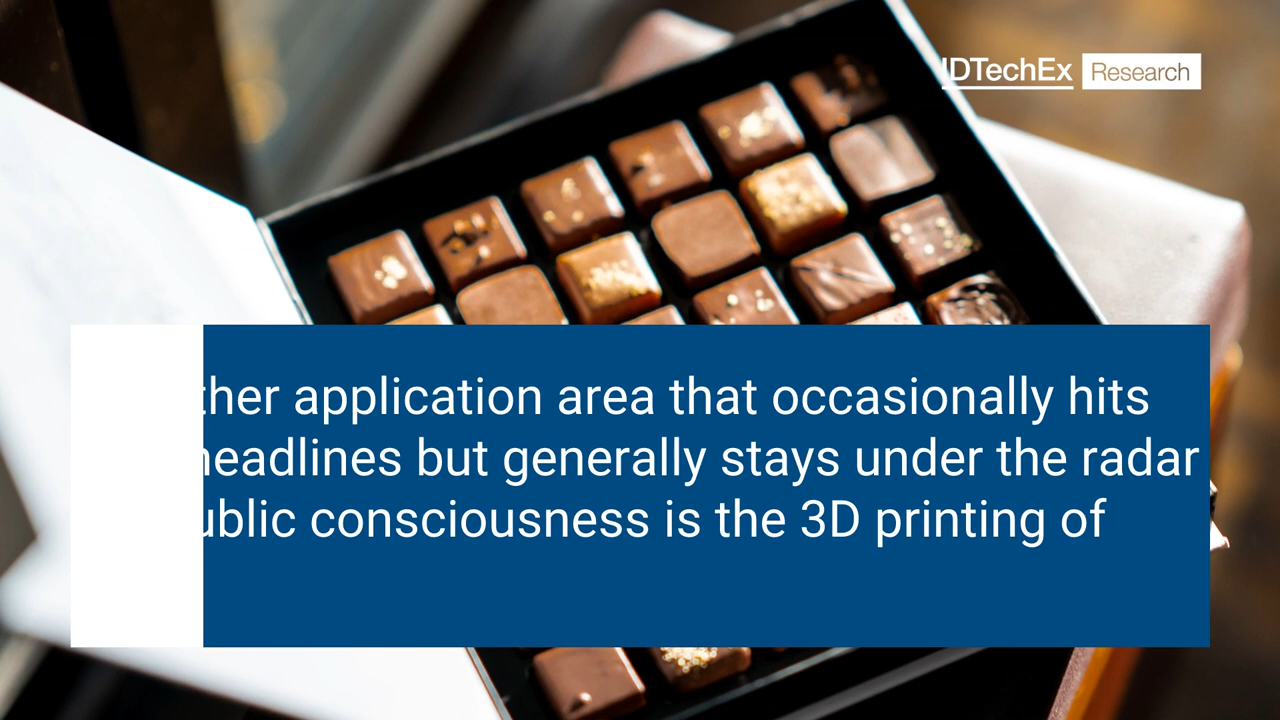 IDTechEx Research
ther application area that occasionally hits
headlines but generally stays under the radar
ublic consciousness is the 3D printing of